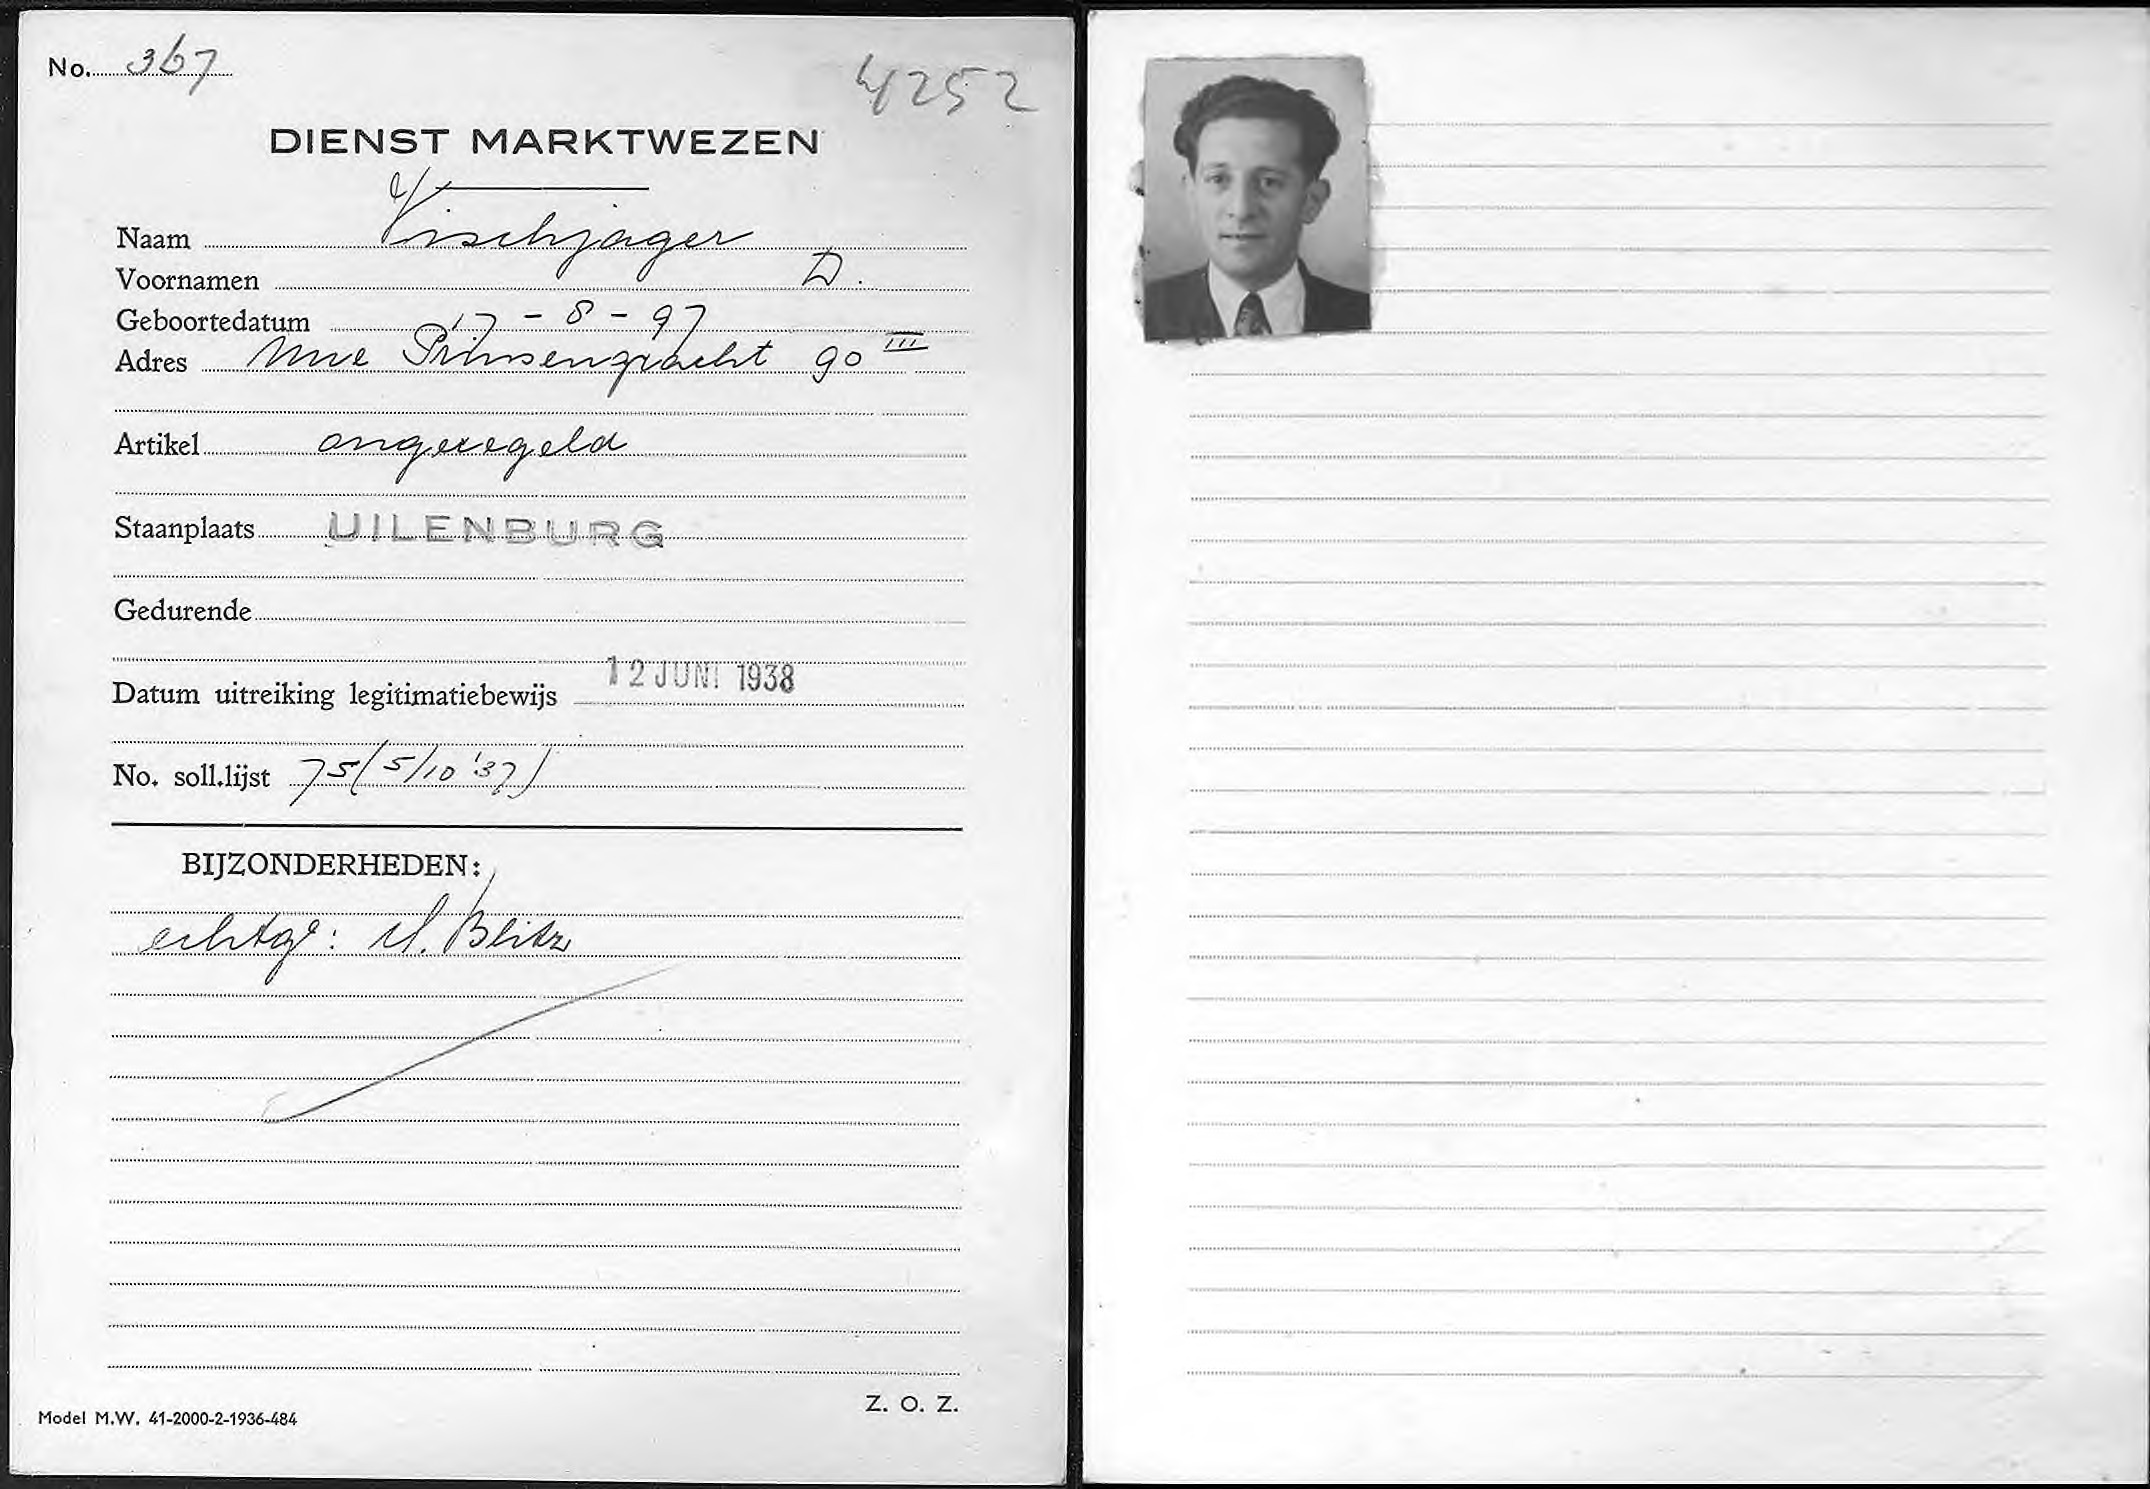 No. 367
4252
DIENST MARKTWEZEN
Naam Vischjager
Voornamen D.
Geboortedatum 17-8-97
Adres Nwe Prinsengracht 90 III
Artikel ongeregeld
Staanplaats UILENBURG
Gedurende
Datum uitreiking legitimatiebewijs 12 JUNI 1938
No. soll.lijst 75 (5/10 '37)
BIJZONDERHEDEN:
echtge: M. Blitz
Z. O. Z.
Model M.W. 41-2000-2-1936-484